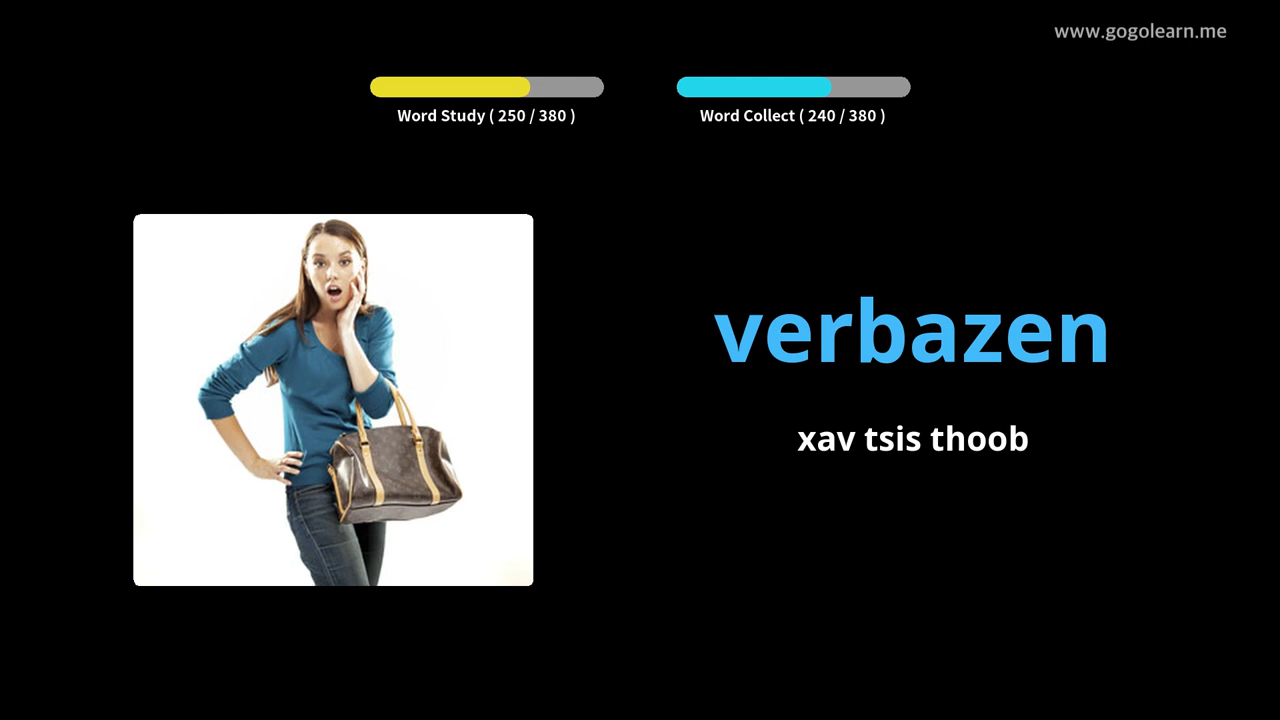 www.gogolearn.me
Word Study ( 250 / 380 )
Word Collect ( 240 / 380 )
verbazen
xav tsis thoob